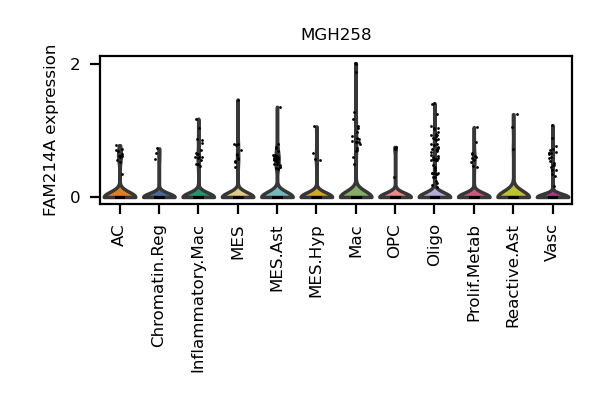 MGH258
FAM214A expression
2
0
AC
Chromatin.Reg
Inflammatory.Mac
MES
MES.Ast
MES.Hyp
Mac
OPC
Oligo
Prolif.Metab
Reactive.Ast
Vasc